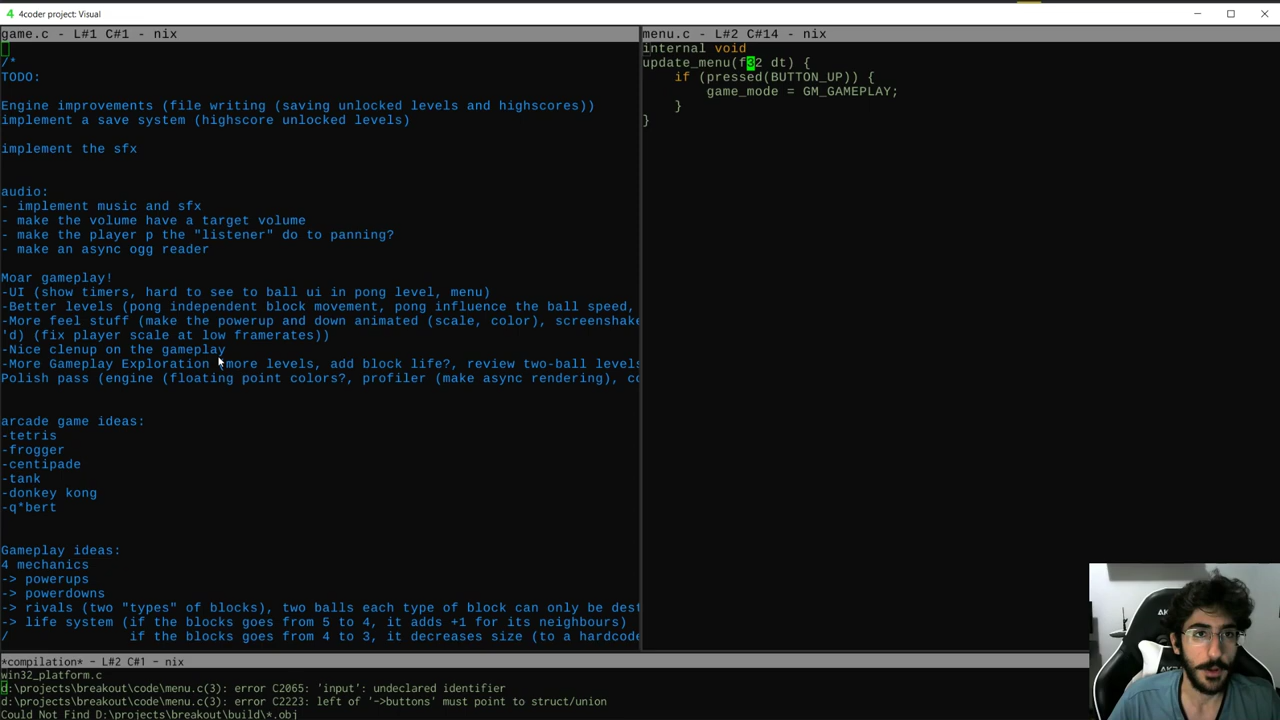 4coder project: Visual
game.c - L#1 C#1 - nix
/*
TODO:
Engine improvements (file writing (saving unlocked levels and highscores))
implement a save system (highscore unlocked levels)
implement the sfx
audio:
- implement music and sfx
- make the volume have a target volume
- make the player p the "listener" do to panning?
- make an async ogg reader
Moar gameplay!
-UI (show timers, hard to see to ball ui in pong level, menu)
-Better levels (pong independent block movement, pong influence the ball speed,
-More feel stuff (make the powerup and down animated (scale, color), screenshake
'd) (fix player scale at low framerates))
-Nice clenup on the gameplay
-More Gameplay Exploration (more levels, add block life?, review two-ball levels
Polish pass (engine (floating point colors?, profiler (make async rendering), co
arcade game ideas:
-tetris
-frogger
-centipade
-tank
-donkey kong
-q*bert
Gameplay ideas:
4 mechanics
-> powerups
-> powerdowns
-> rivals (two "types" of blocks), two balls each type of block can only be dest
-> life system (if the blocks goes from 5 to 4, it adds +1 for its neighbours)
/ if the blocks goes from 4 to 3, it decreases size (to a hardcode
menu.c - L#2 C#14 - nix
internal void
update_menu(f32 dt) {
if (pressed(BUTTON_UP)) {
game_mode = GM_GAMEPLAY;
}
}
*compilation* - L#2 C#1 - nix
win32_platform.c
d:\projects\breakout\code\menu.c(3): error C2065: 'input': undeclared identifier
d:\projects\breakout\code\menu.c(3): error C2223: left of '->buttons' must point to struct/union
Could Not Find D:\projects\breakout\build\*.obj